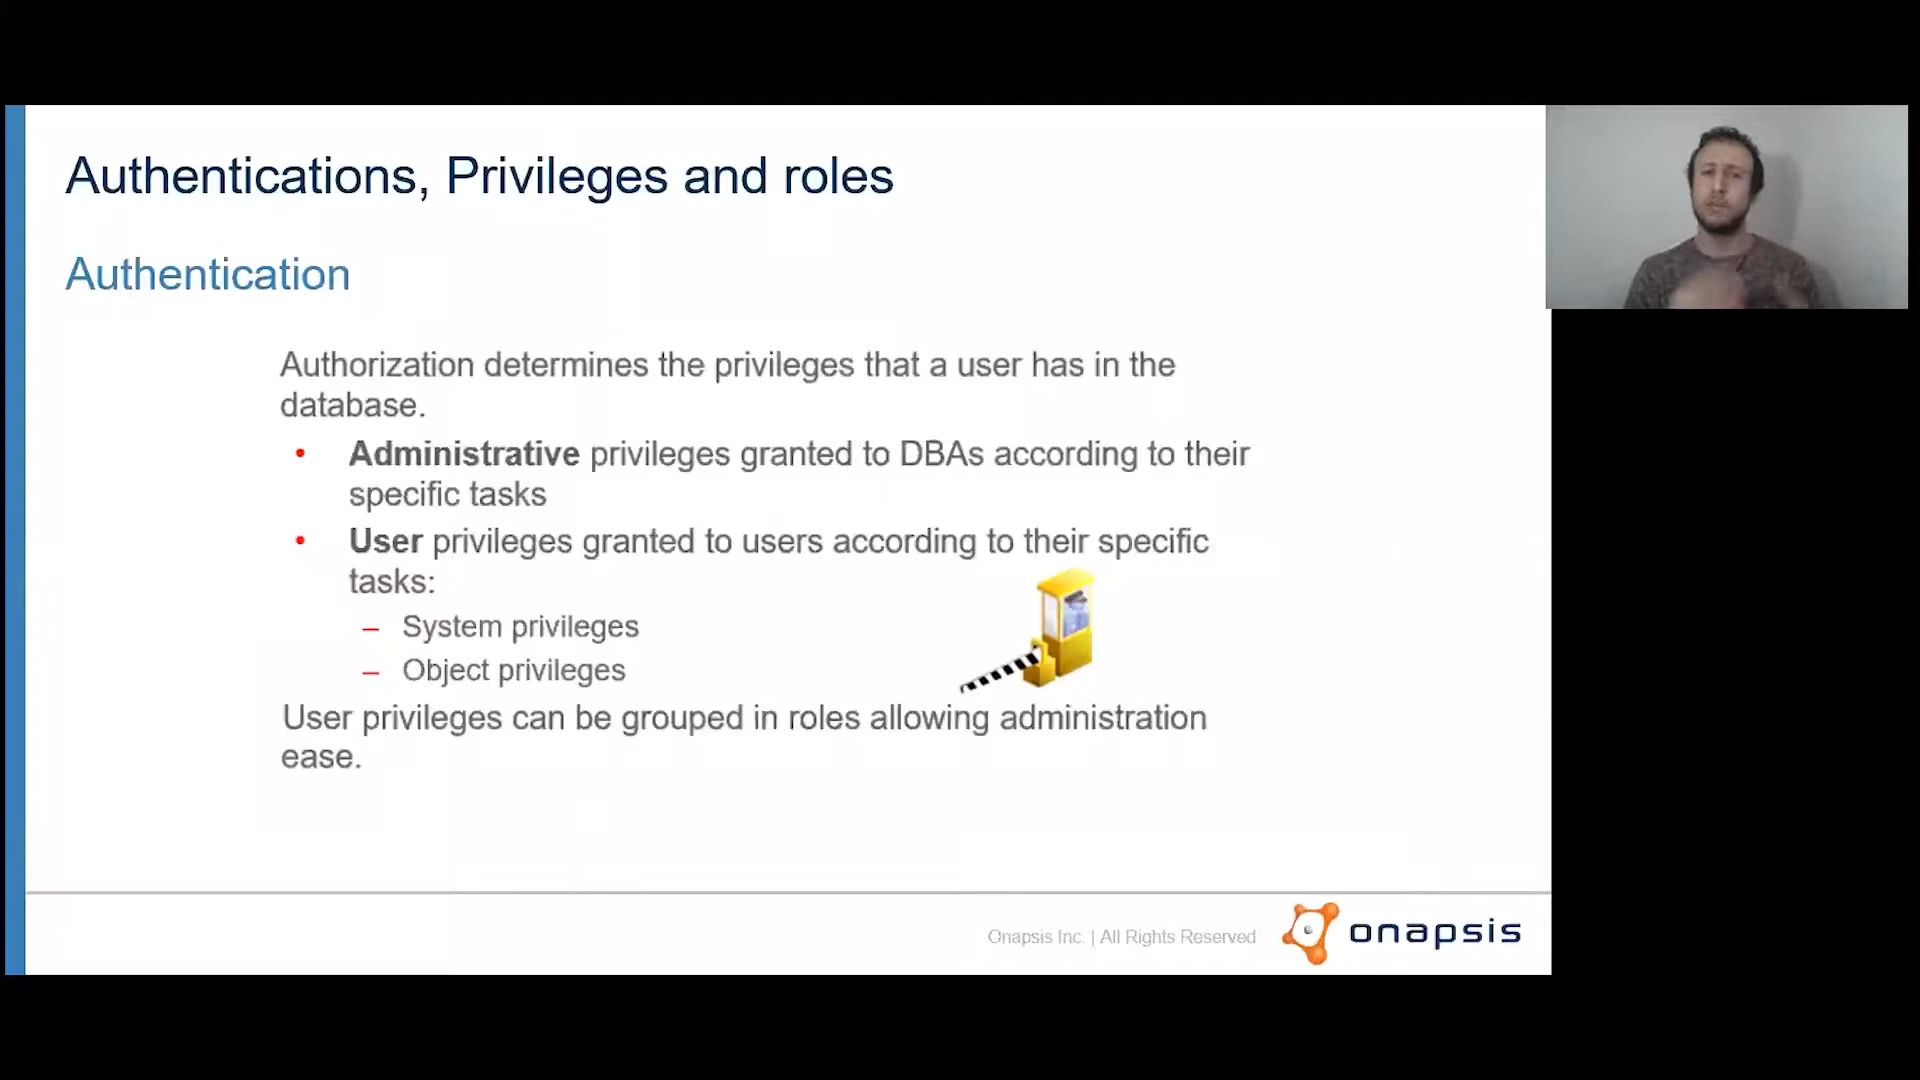 Authentications, Privileges and roles
Authentication
Authorization determines the privileges that a user has in the
database.
• Administrative privileges granted to DBAs according to their
specific tasks
• User privileges granted to users according to their specific
tasks:
– System privileges
– Object privileges
User privileges can be grouped in roles allowing administration
ease.
Onapsis Inc. | All Rights Reserved
onapsis